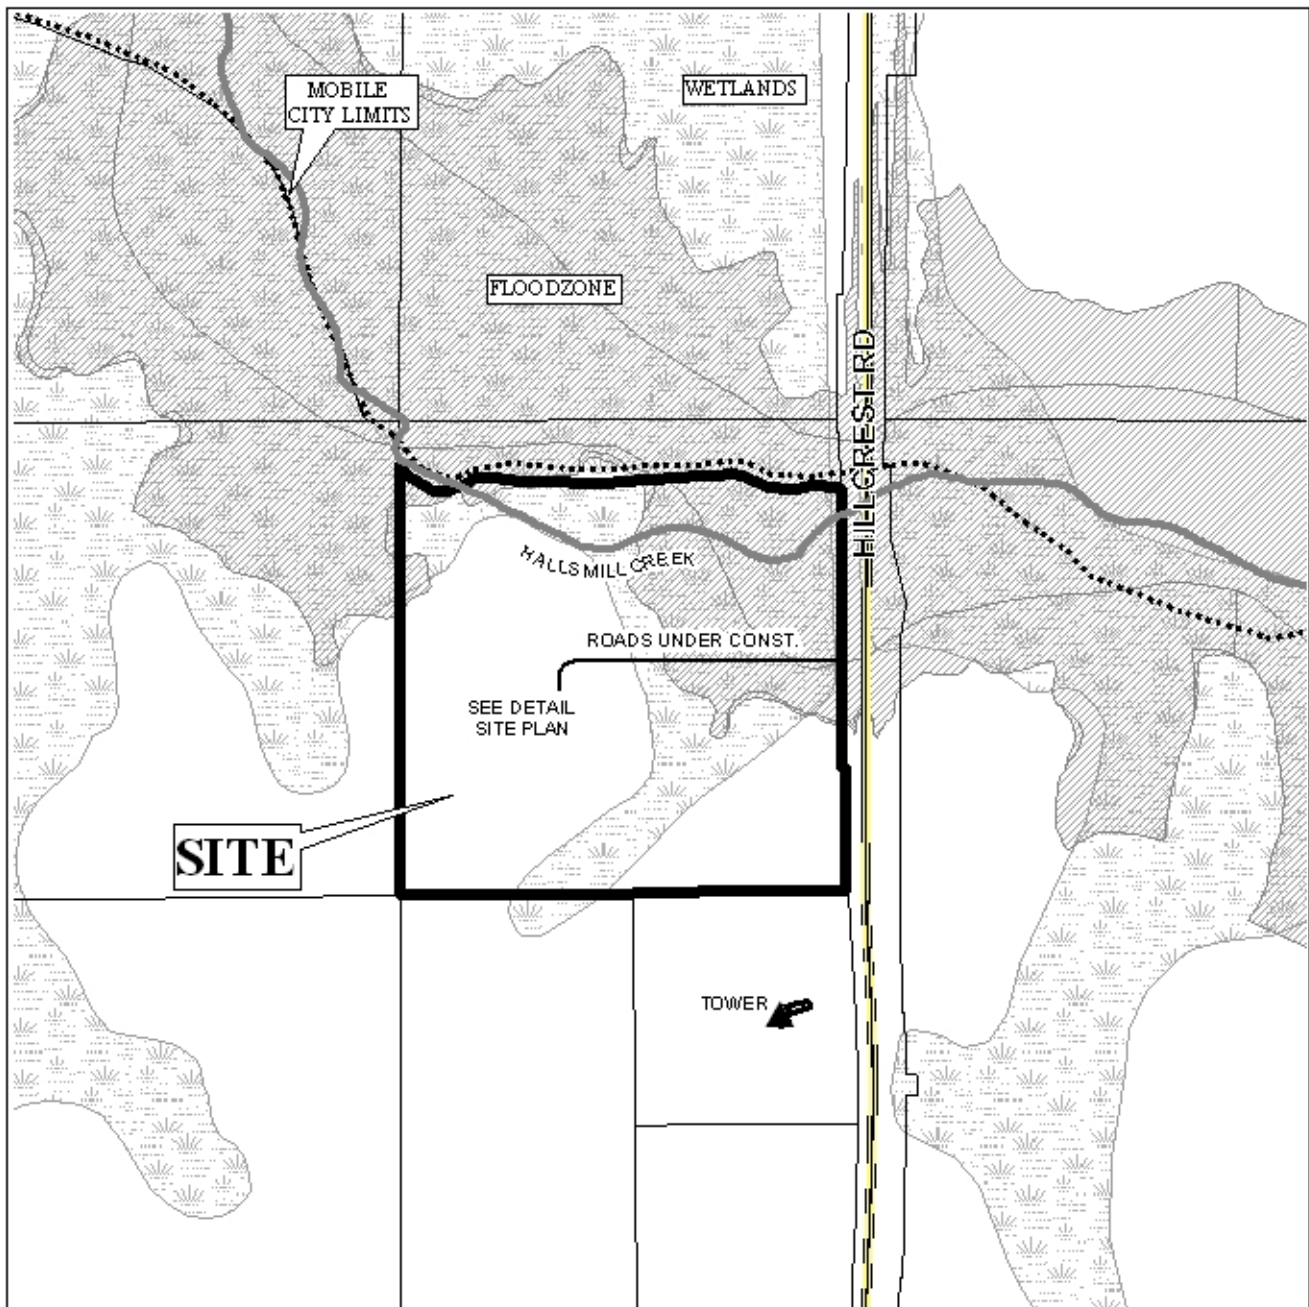 MOBILE
CITY LIMITS
WETLANDS
FLOODZONE
HILLCREST RD
HALLS MILL CREEK
ROADS UNDER CONST.
SEE DETAIL
SITE PLAN
SITE
TOWER